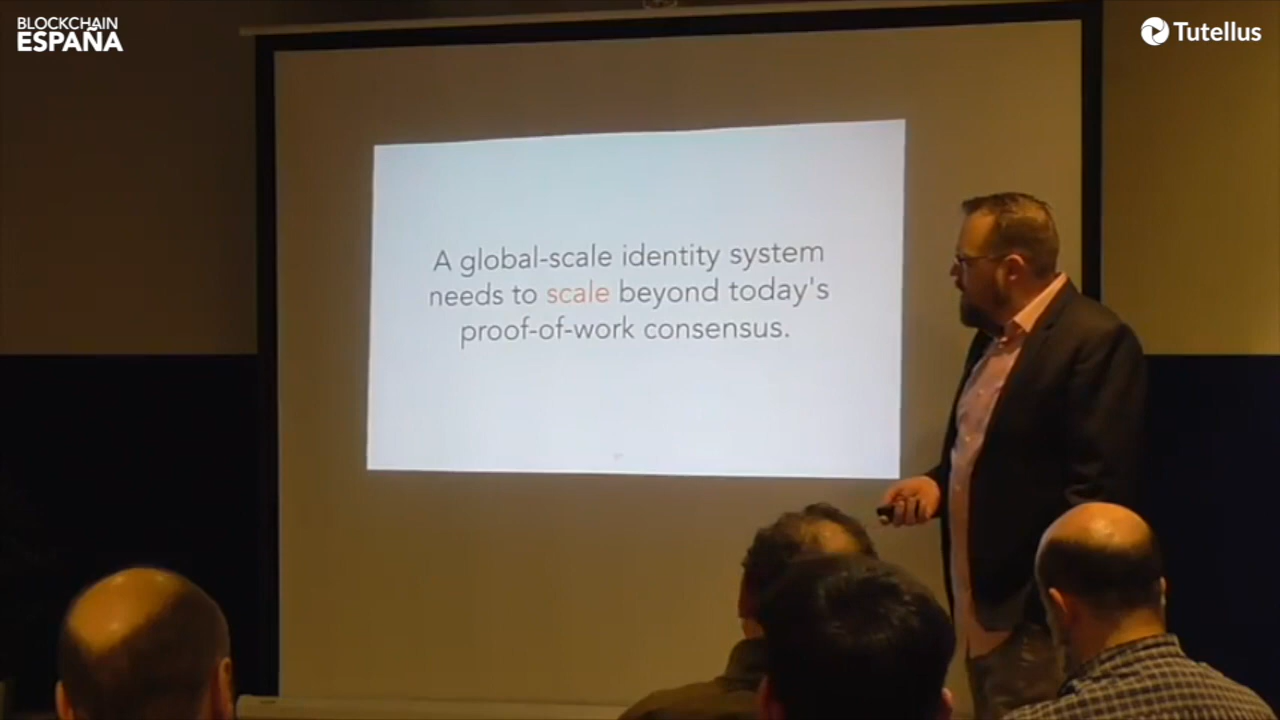 BLOCKCHAIN
ESPAÑA
Tutellus
A global-scale identity system
needs to scale beyond today's
proof-of-work consensus.